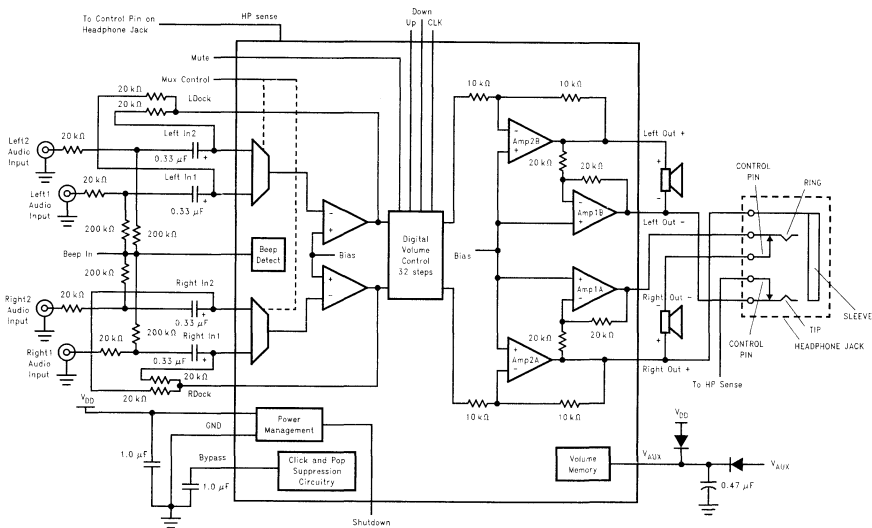 To Control Pin on
Headphone Jack
HP sense
Down
Up
CLK
Mute
Mux Control
20 kΩ
LDock
20 kΩ
10 kΩ
10 kΩ
Left2
Audio
Input
20 kΩ
Left In2
0.33 µF
+
Amp2B
-
+
Left Out +
+
-
20 kΩ
20 kΩ
CONTROL
PIN
RING
Left1
Audio
Input
20 kΩ
Left In1
0.33 µF
+
-
+
Amp1B
-
+
Left Out -
200 kΩ
200 kΩ
Beep In
Beep
Detect
Bias
Digital
Volume
Control
32 steps
Bias
200 kΩ
Right In2
+
-
Amp1A
+
-
Right Out -
-
+
SLEEVE
Right2
Audio
Input
20 kΩ
0.33 µF
+
200 kΩ
20 kΩ
20 kΩ
CONTROL
PIN
TIP
HEADPHONE JACK
Right1
Audio
Input
20 kΩ
Right In1
0.33 µF
+
Amp2A
+
-
Right Out +
To HP Sense
20 kΩ
20 kΩ
RDock
10 kΩ
10 kΩ
VDD
GND
Power
Management
1.0 µF
Bypass
1.0 µF
Click and Pop
Suppression
Circuitry
Shutdown
Volume
Memory
VAUX
VDD
VAUX
0.47 µF